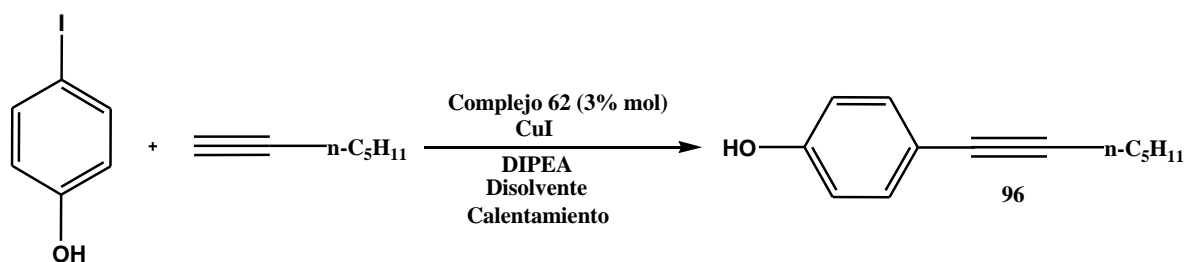 I
OH
+
n-C5H11
Complejo 62 (3% mol)
CuI
DIPEA
Disolvente
Calentamiento
HO
n-C5H11
96